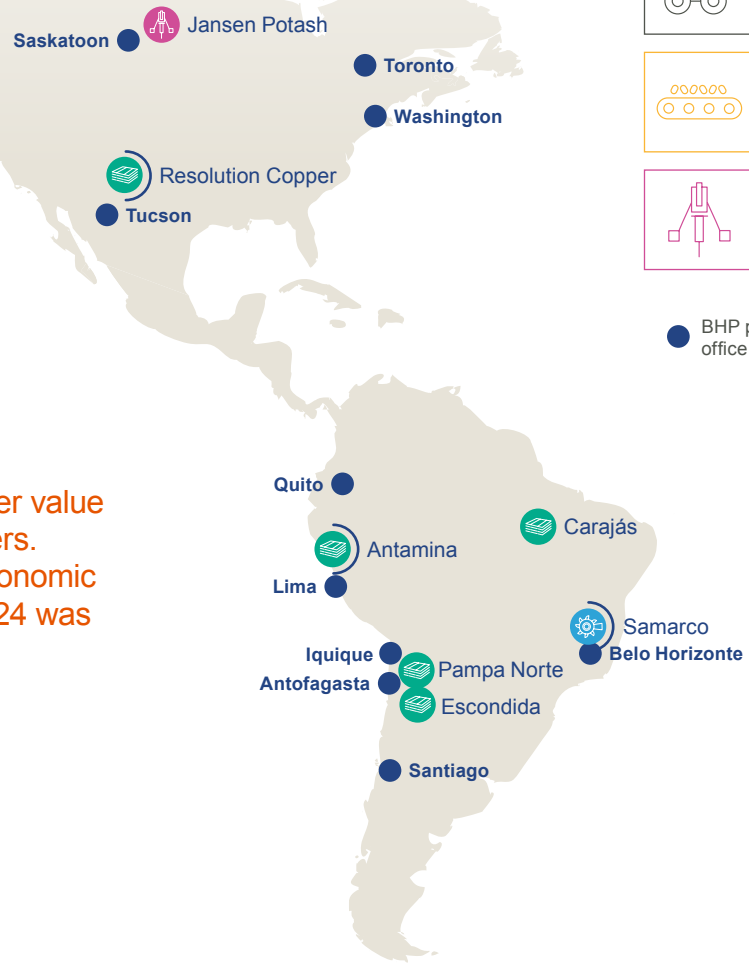 Jansen Potash
Saskatoon
Toronto
Washington
Resolution Copper
Tucson
BHP
office
er value
ers.
onomic
24 was
Quito
Carajás
Antamina
Lima
Samarco
Iquique
Belo Horizonte
Pampa Norte
Antofagasta
Escondida
Santiago